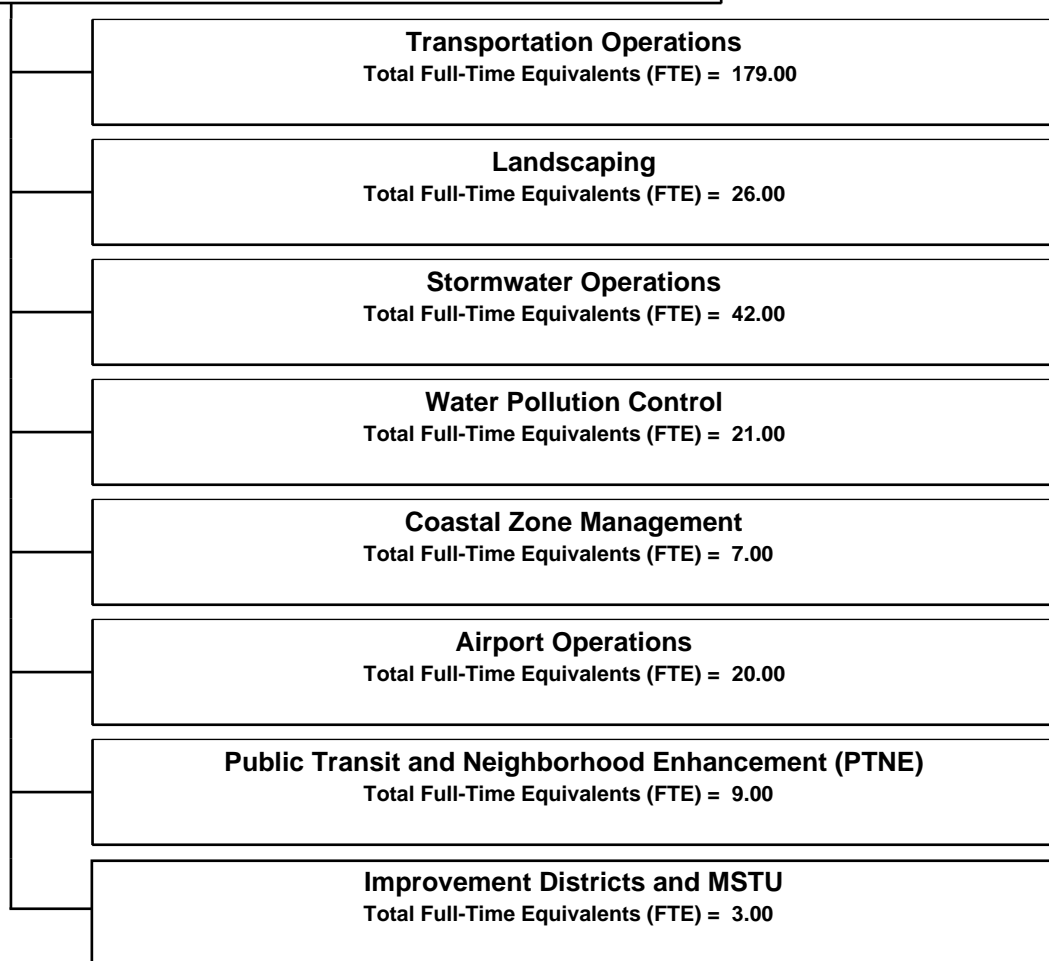 Transportation Operations
Total Full-Time Equivalents (FTE) = 179.00
Landscaping
Total Full-Time Equivalents (FTE) = 26.00
Stormwater Operations
Total Full-Time Equivalents (FTE) = 42.00
Water Pollution Control
Total Full-Time Equivalents (FTE) = 21.00
Coastal Zone Management
Total Full-Time Equivalents (FTE) = 7.00
Airport Operations
Total Full-Time Equivalents (FTE) = 20.00
Public Transit and Neighborhood Enhancement (PTNE)
Total Full-Time Equivalents (FTE) = 9.00
Improvement Districts and MSTU
Total Full-Time Equivalents (FTE) = 3.00